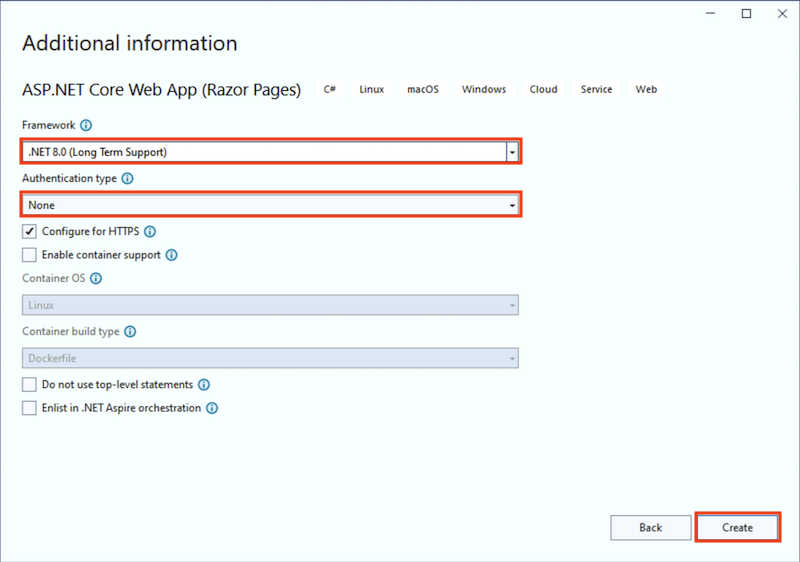 Additional information
ASP.NET Core Web App (Razor Pages) C# Linux macOS Windows Cloud Service Web
Framework
.NET 8.0 (Long Term Support)
Authentication type
None
Configure for HTTPS
Enable container support
Container OS
Linux
Container build type
Dockerfile
Do not use top-level statements
Enlist in .NET Aspire orchestration
Back Create